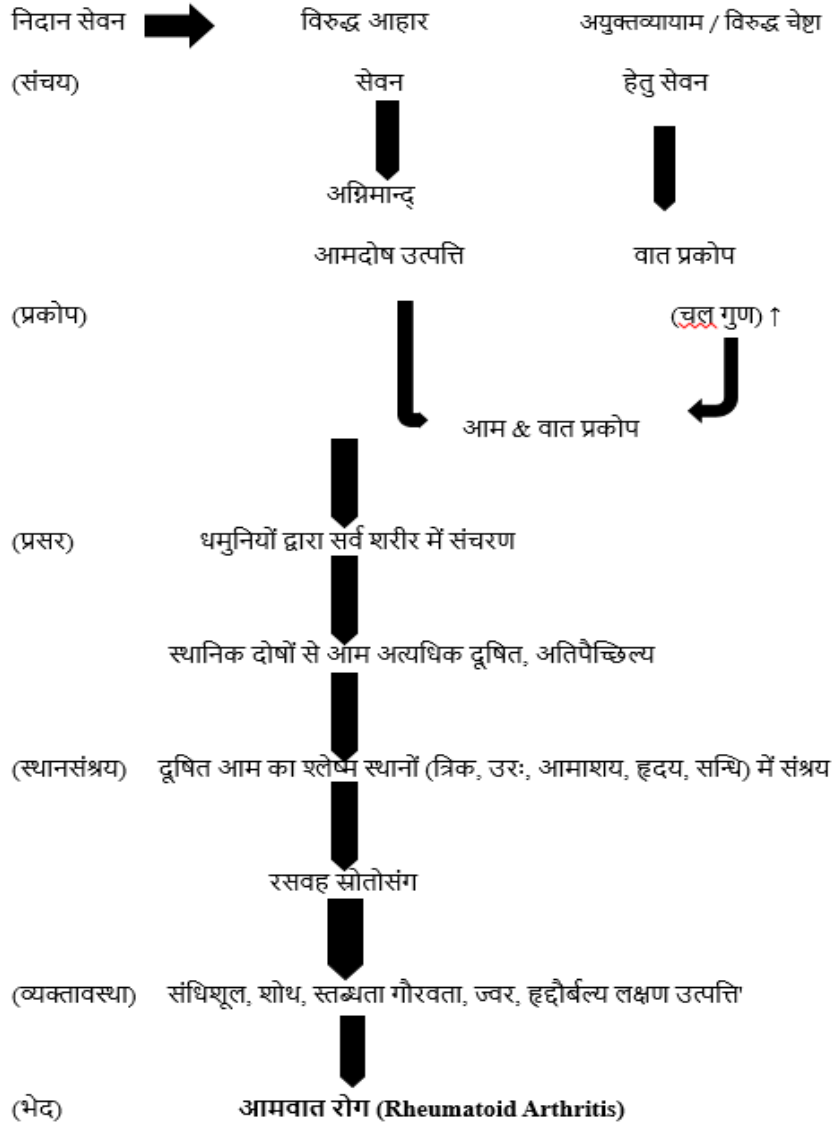 निदान सेवन विरुद्ध आहार अयुक्तव्यायाम / विरुद्ध चेष्टा
(संचय) सेवन हेतु सेवन
अग्निमान्द्
आमदोष उत्पत्ति वात प्रकोप
(प्रकोप) (चल गुण) ↑
आम & वात प्रकोप
(प्रसर) धमुनियों द्वारा सर्व शरीर में संचरण
स्थानिक दोषों से आम अत्यधिक दूषित, अतिपैच्छिल्य
(स्थानसंश्रय) दूषित आम का श्लेष्म स्थानों (त्रिक, उरः, आमाशय, हृदय, सन्धि) में संश्रय
रसवह स्रोतोसंग
(व्यक्तावस्था) संधिशूल, शोथ, स्तब्धता गौरवता, ज्वर, हृद्दौर्बल्य लक्षण उत्पत्ति'
(भेद) आमवात रोग (Rheumatoid Arthritis)